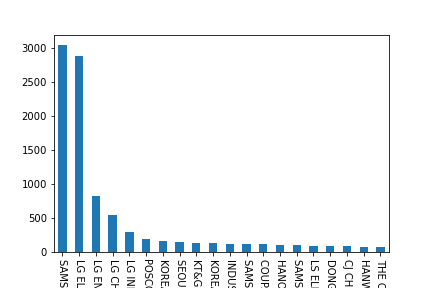 3000
2500
2000
1500
1000
500
0
SAMS
LG EL
LG EN
LG CH
LG IN
POSC
KORE.
SEOU
KT&G
KORE.
INDUS
SAMS
COUP.
HANC
SAMS
LS EL
DONG
CJ CH
HANW
THE C